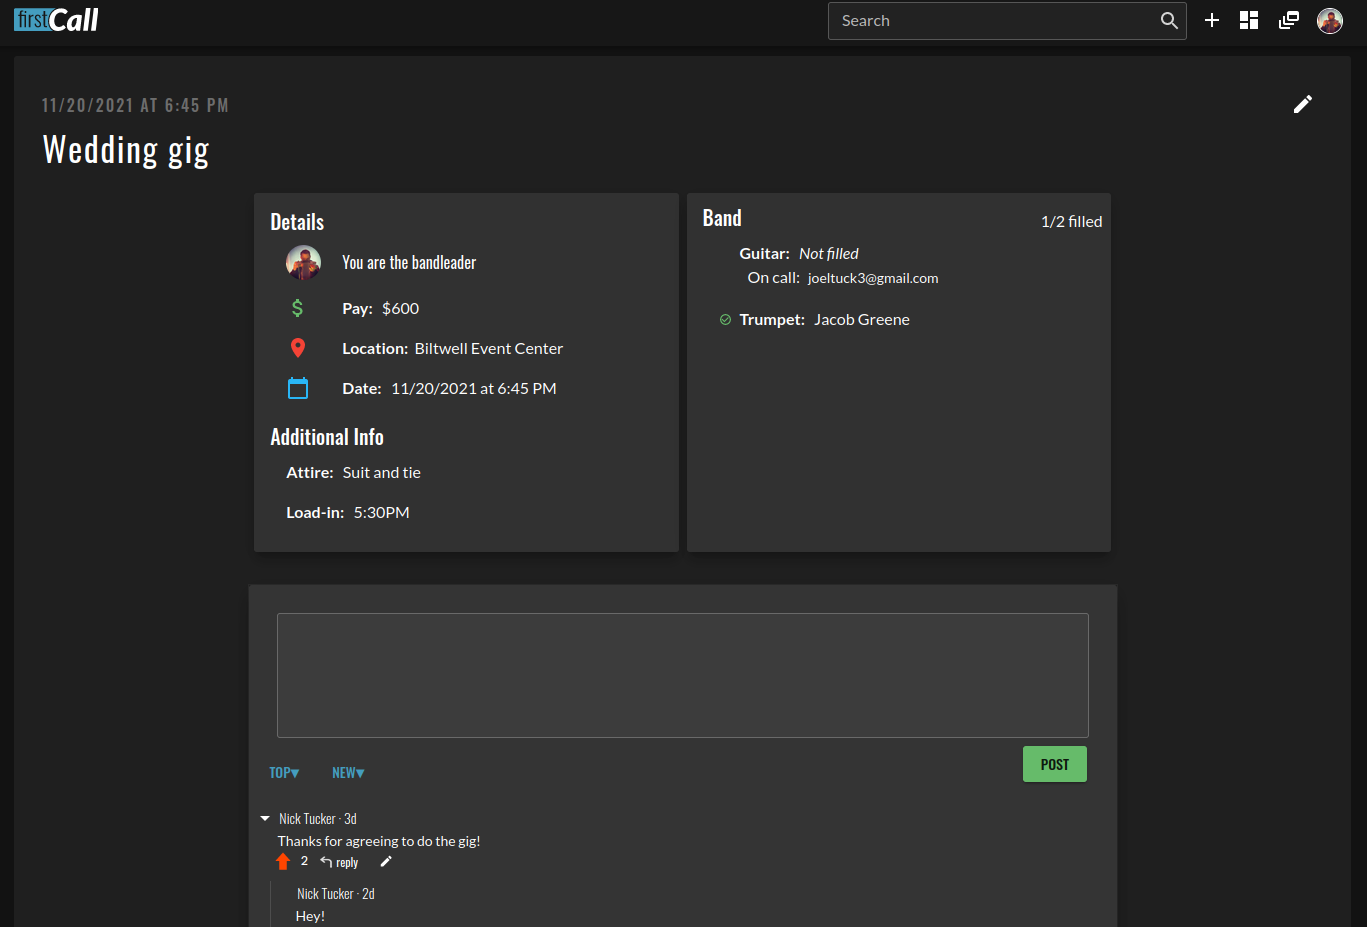 firstCall
Search
11/20/2021 AT 6:45 PM
Wedding gig
Details
You are the bandleader
Pay: $600
Location: Biltwell Event Center
Date: 11/20/2021 at 6:45 PM
Additional Info
Attire: Suit and tie
Load-in: 5:30PM
Band
1/2 filled
Guitar: Not filled
On call: joeltuck3@gmail.com
Trumpet: Jacob Greene
POST
TOP▾ NEW▾
Nick Tucker · 3d
Thanks for agreeing to do the gig!
2 reply
Nick Tucker · 2d
Hey!